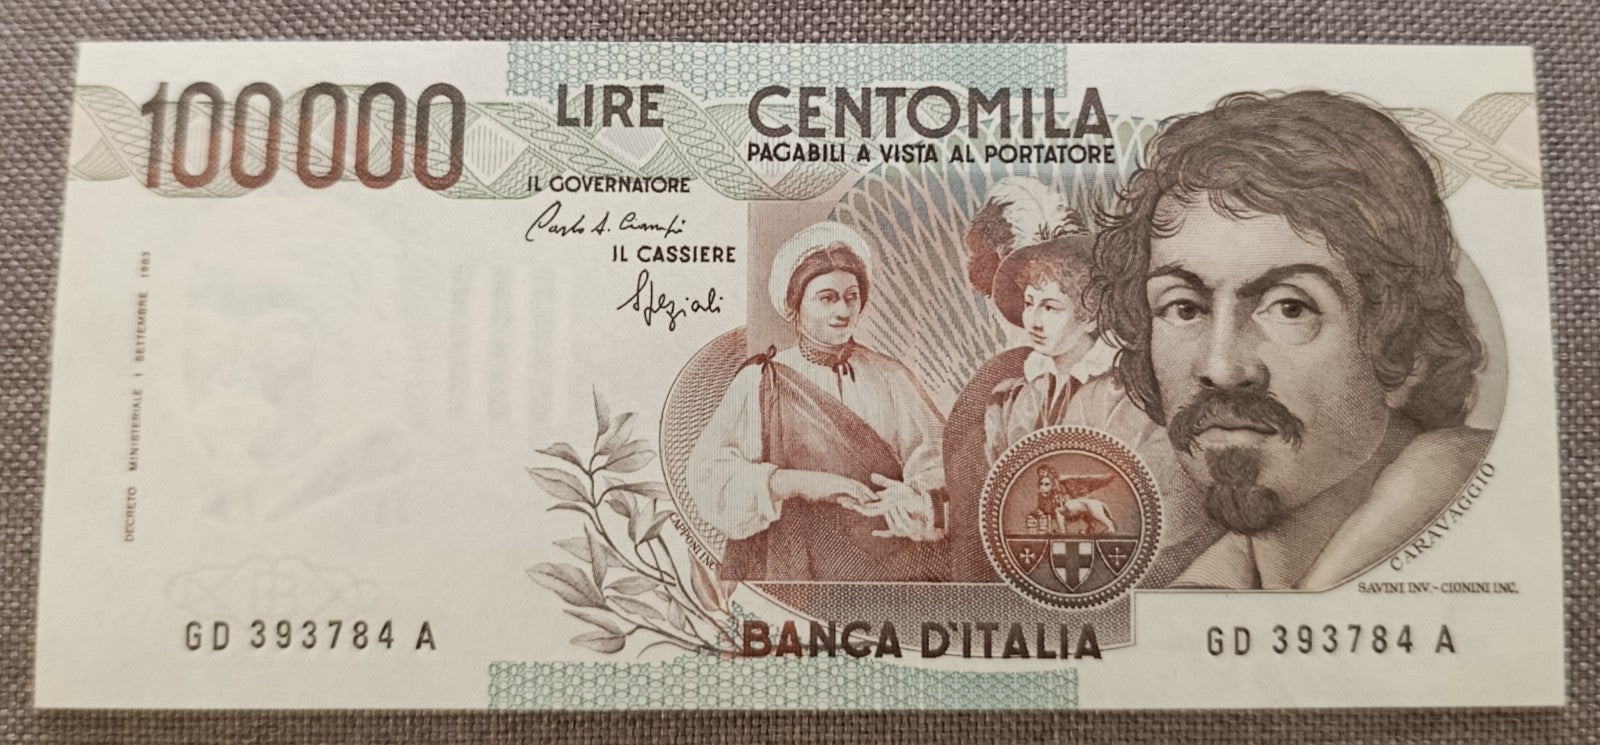 100000 LIRE CENTOMILA
PAGABILI A VISTA AL PORTATORE
IL GOVERNATORE
Carlo A. Ciampi
IL CASSIERE
Speziali
DECRETO MINISTERIALE 1 SETTEMBRE 1983
CAPPONI INC.
CARAVAGGIO
SAVINI INV.-CIONINI INC.
BANCA D'ITALIA
GD 393784 A
GD 393784 A